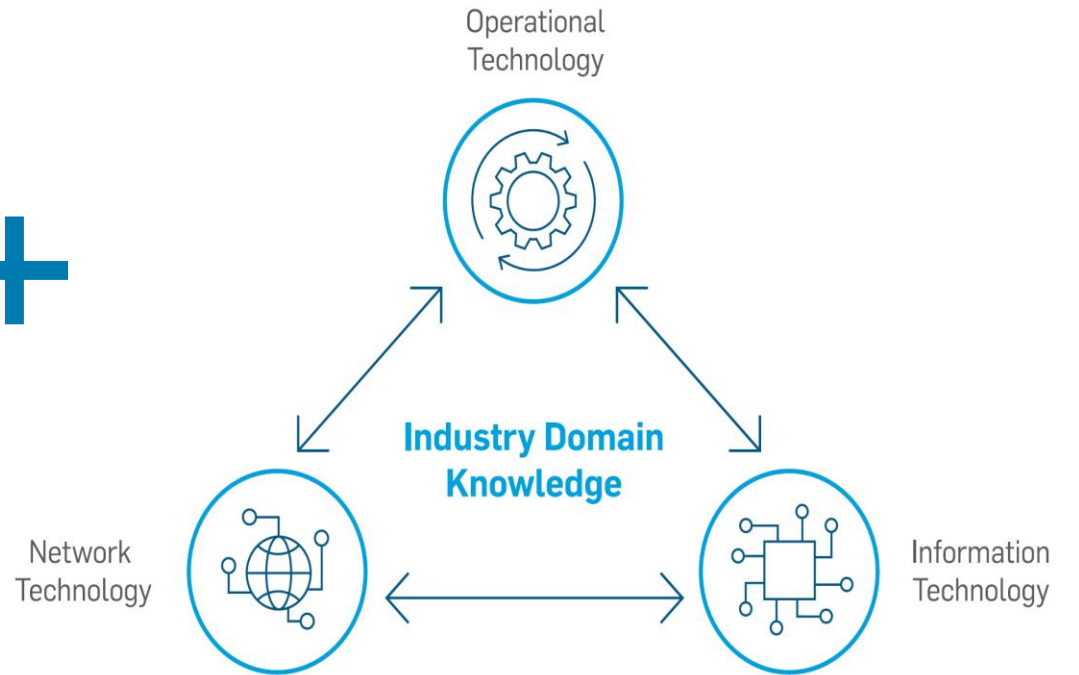 Operational
Technology
Industry Domain
Knowledge
Network
Technology
Information
Technology